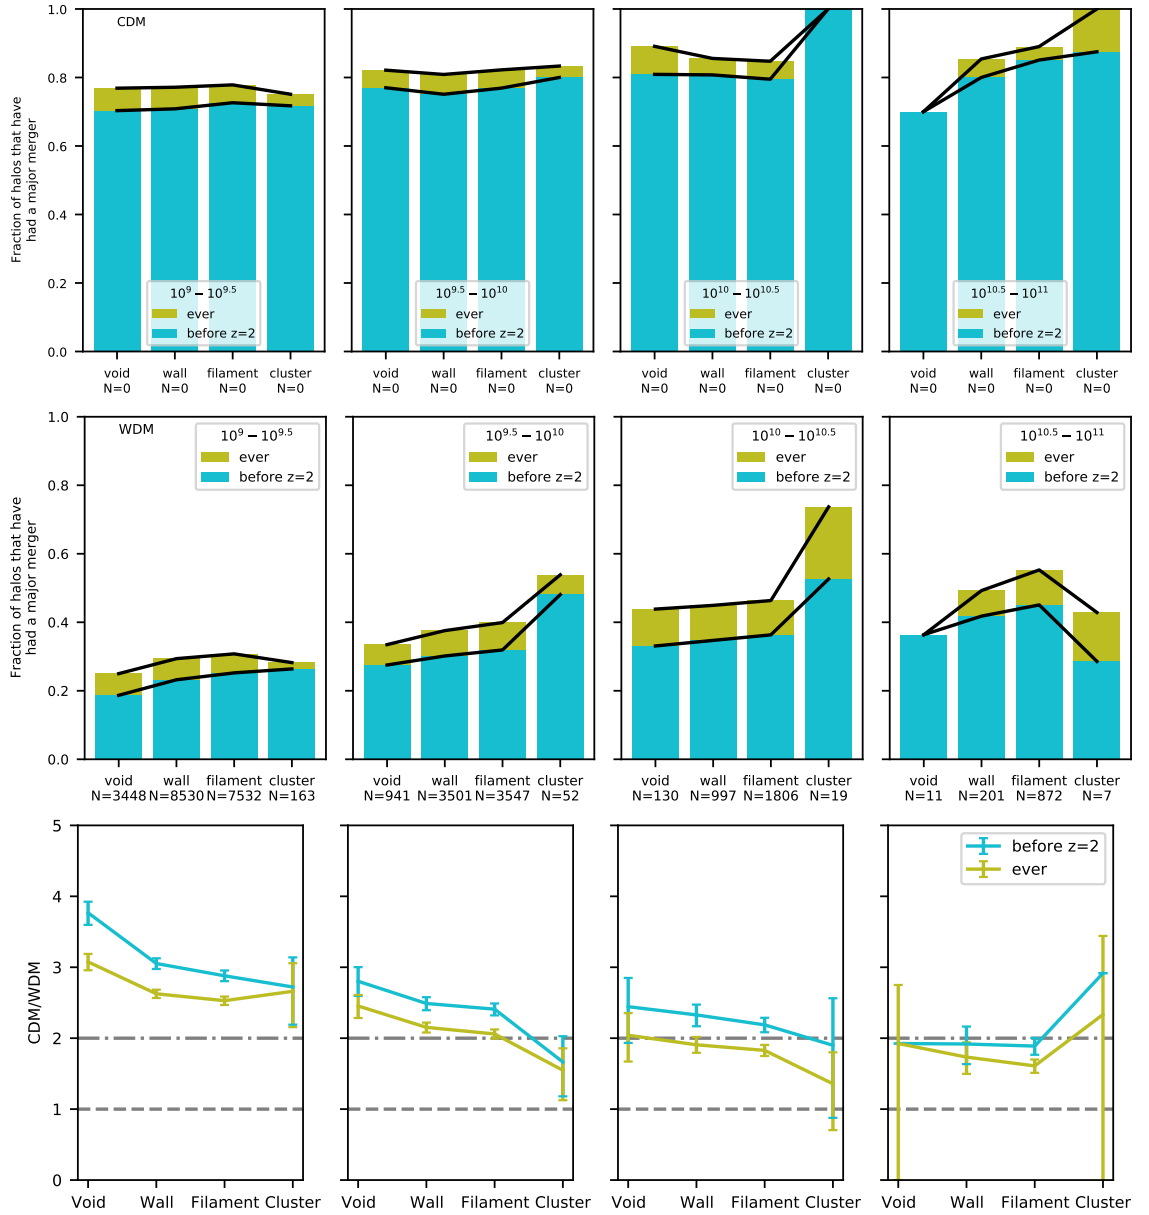 CDM
Fraction of halos that have
had a major merger
1.0
0.8
0.6
0.4
0.2
0.0
10^9 − 10^9.5
ever
before z=2
void wall filament cluster
N=0 N=0 N=0 N=0
10^9.5 − 10^10
ever
before z=2
void wall filament cluster
N=0 N=0 N=0 N=0
10^10 − 10^10.5
ever
before z=2
void wall filament cluster
N=0 N=0 N=0 N=0
10^10.5 − 10^11
ever
before z=2
void wall filament cluster
N=0 N=0 N=0 N=0
WDM
Fraction of halos that have
had a major merger
1.0
0.8
0.6
0.4
0.2
0.0
10^9 − 10^9.5
ever
before z=2
void wall filament cluster
N=3448 N=8530 N=7532 N=163
10^9.5 − 10^10
ever
before z=2
void wall filament cluster
N=941 N=3501 N=3547 N=52
10^10 − 10^10.5
ever
before z=2
void wall filament cluster
N=130 N=997 N=1806 N=19
10^10.5 − 10^11
ever
before z=2
void wall filament cluster
N=11 N=201 N=872 N=7
CDM/WDM
5
4
3
2
1
0
before z=2
ever
Void Wall Filament Cluster
Void Wall Filament Cluster
Void Wall Filament Cluster
Void Wall Filament Cluster